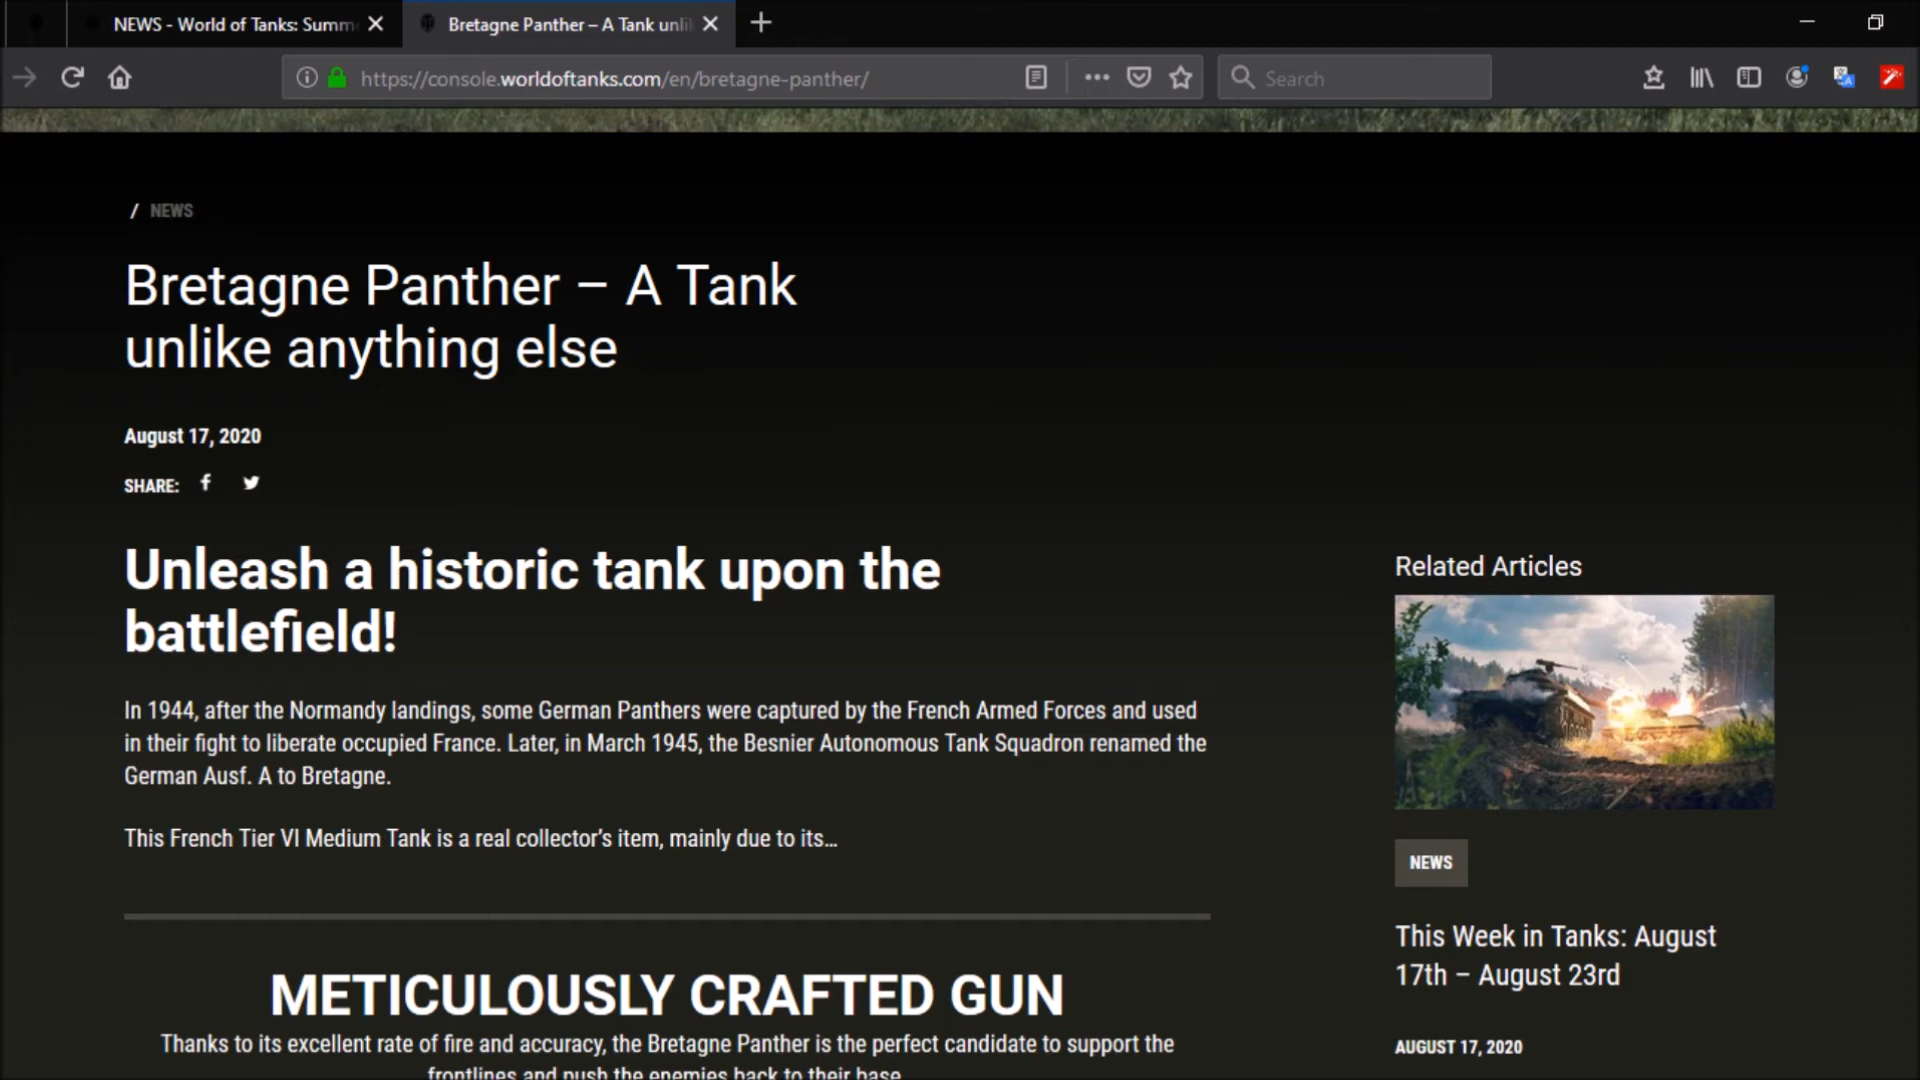 NEWS - World of Tanks: Summ
Bretagne Panther – A Tank unli
https://console.worldoftanks.com/en/bretagne-panther/
Search
/ NEWS
Bretagne Panther – A Tank
unlike anything else
August 17, 2020
SHARE:
Unleash a historic tank upon the
battlefield!
In 1944, after the Normandy landings, some German Panthers were captured by the French Armed Forces and used
in their fight to liberate occupied France. Later, in March 1945, the Besnier Autonomous Tank Squadron renamed the
German Ausf. A to Bretagne.
This French Tier VI Medium Tank is a real collector’s item, mainly due to its…
METICULOUSLY CRAFTED GUN
Thanks to its excellent rate of fire and accuracy, the Bretagne Panther is the perfect candidate to support the
frontlines and push the enemies back to their base.
Related Articles
NEWS
This Week in Tanks: August
17th – August 23rd
AUGUST 17, 2020